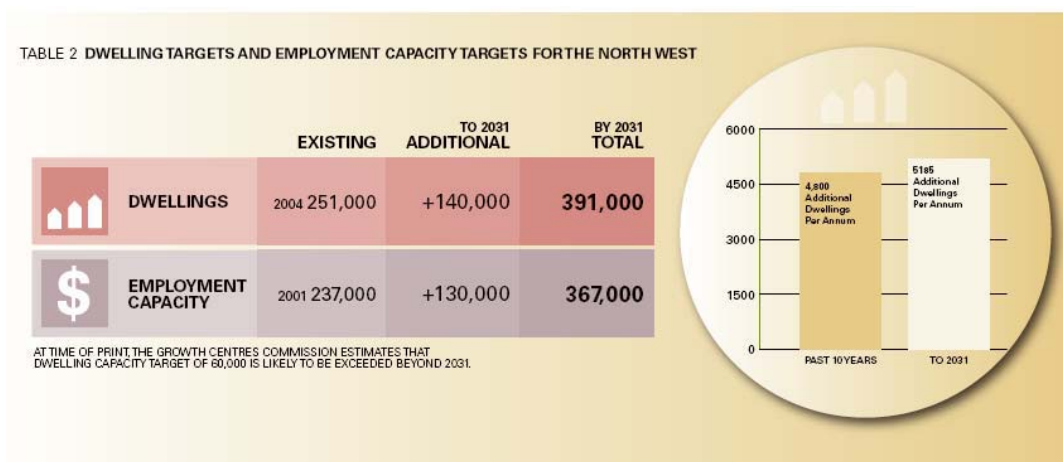 TABLE 2 DWELLING TARGETS AND EMPLOYMENT CAPACITY TARGETS FOR THE NORTH WEST
EXISTING
TO 2031
ADDITIONAL
BY 2031
TOTAL
DWELLINGS
2004 251,000
+140,000
391,000
$
EMPLOYMENT
CAPACITY
2001 237,000
+130,000
367,000
AT TIME OF PRINT, THE GROWTH CENTRES COMMISSION ESTIMATES THAT
DWELLING CAPACITY TARGET OF 60,000 IS LIKELY TO BE EXCEEDED BEYOND 2031.
6000
4500
3000
1500
0
4,800
Additional
Dwellings
Per Annum
5185
Additional
Dwellings
Per Annum
PAST 10 YEARS
TO 2031